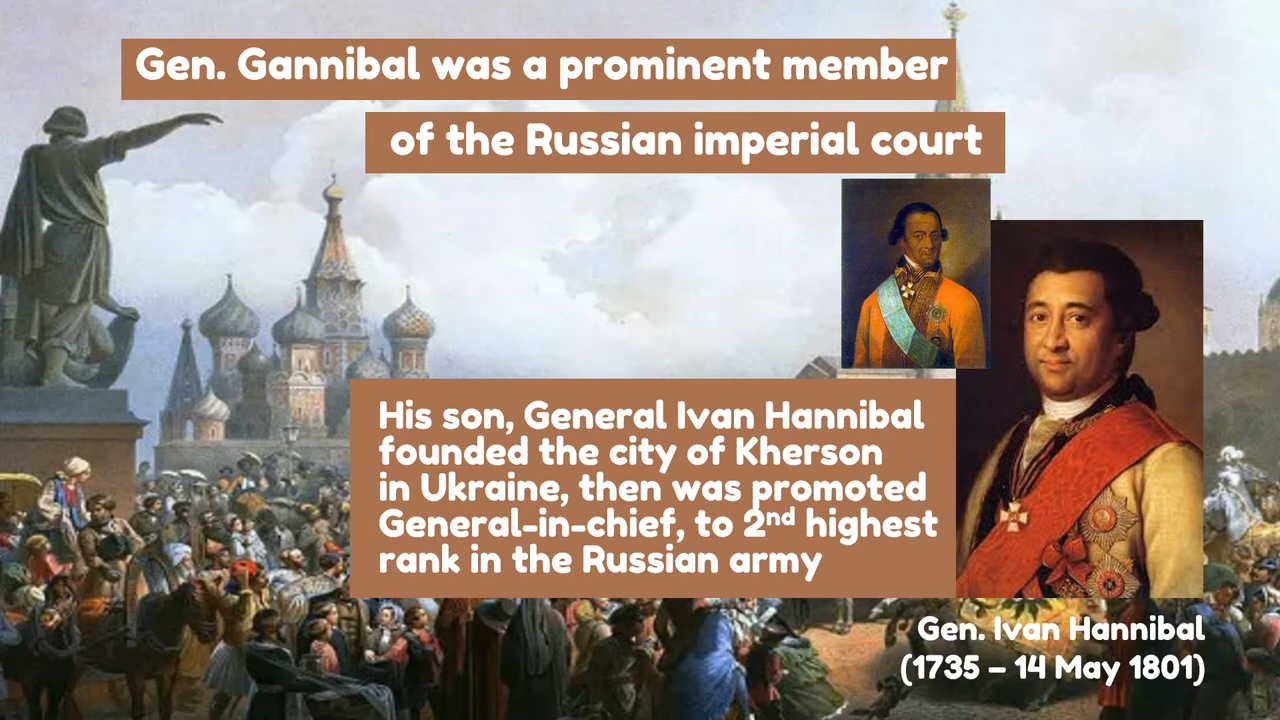 Gen. Gannibal was a prominent member
of the Russian imperial court
His son, General Ivan Hannibal
founded the city of Kherson
in Ukraine, then was promoted
General-in-chief, to 2nd highest
rank in the Russian army
Gen. Ivan Hannibal
(1735 – 14 May 1801)